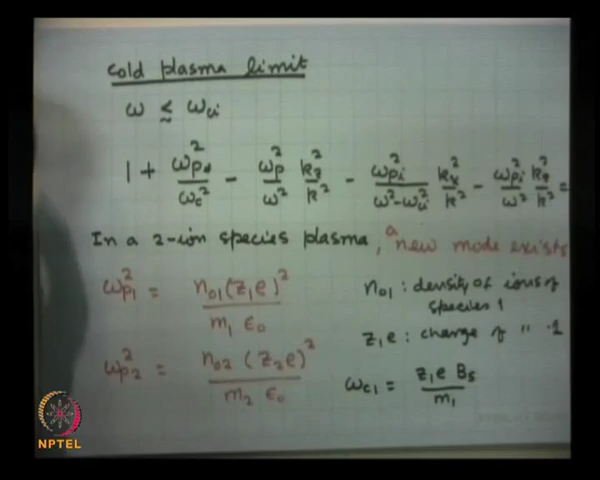 cold plasma limit
ω ≲ ω_ci
1 + ω_p²/ω_c² − ω_p²/ω² k_z²/k² − ω_pi²/(ω²−ω_ci²) k_x²/k² − ω_pi²/ω² k_z²/k² =
In a 2-ion species plasma, a new mode exists
ω_p1² = n_01 (z_1 e)² / m_1 ε_0
n_01 : density of ions of species 1
z_1 e : charge of " 1
ω_p2² = n_02 (z_2 e)² / m_2 ε_0
ω_c1 = z_1 e B_s / m_1
NPTEL